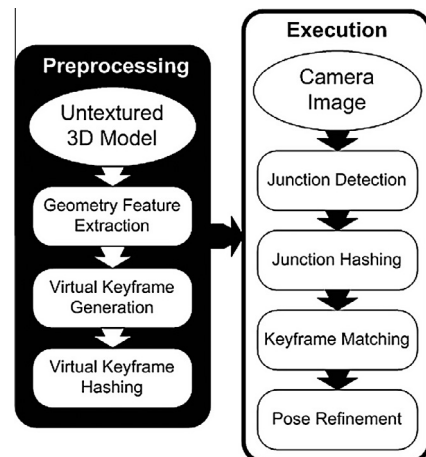 Preprocessing
Untextured
3D Model
Geometry Feature
Extraction
Virtual Keyframe
Generation
Virtual Keyframe
Hashing
Execution
Camera
Image
Junction Detection
Junction Hashing
Keyframe Matching
Pose Refinement